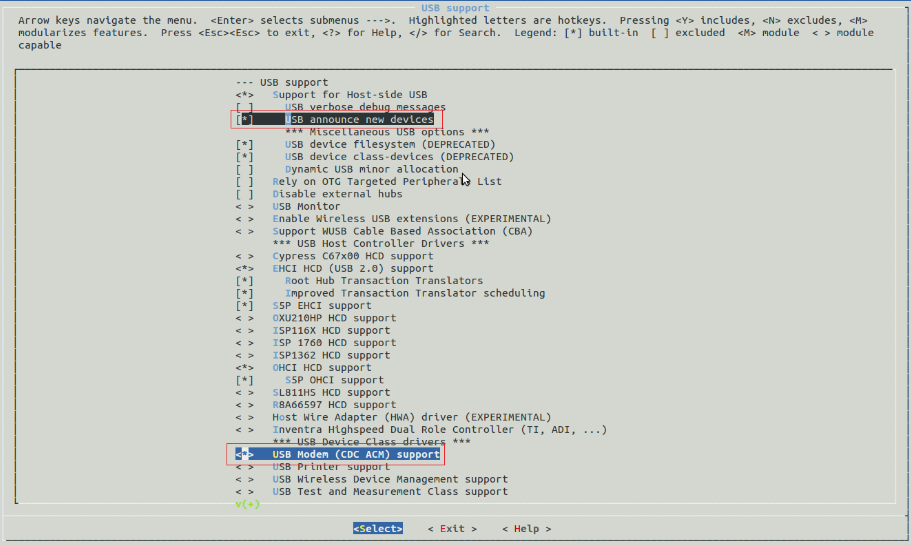 USB support
Arrow keys navigate the menu.  <Enter> selects submenus --->.  Highlighted letters are hotkeys.  Pressing <Y> includes, <N> excludes, <M>
modularizes features.  Press <Esc><Esc> to exit, <?> for Help, </> for Search.  Legend: [*] built-in  [ ] excluded  <M> module  < > module
capable
--- USB support
<*>   Support for Host-side USB
[ ]     USB verbose debug messages
[*]     USB announce new devices
*** Miscellaneous USB options ***
[*]     USB device filesystem (DEPRECATED)
[*]     USB device class-devices (DEPRECATED)
[ ]     Dynamic USB minor allocation
[ ]   Rely on OTG Targeted Peripherals List
[ ]   Disable external hubs
< >   USB Monitor
< >   Enable Wireless USB extensions (EXPERIMENTAL)
< >   Support WUSB Cable Based Association (CBA)
*** USB Host Controller Drivers ***
< >   Cypress C67x00 HCD support
<*>   EHCI HCD (USB 2.0) support
[*]     Root Hub Transaction Translators
[*]     Improved Transaction Translator scheduling
[*]   S5P EHCI support
< >   OXU210HP HCD support
< >   ISP116X HCD support
< >   ISP 1760 HCD support
< >   ISP1362 HCD support
<*>   OHCI HCD support
[*]     S5P OHCI support
< >   SL811HS HCD support
< >   R8A66597 HCD support
< >   Host Wire Adapter (HWA) driver (EXPERIMENTAL)
< >   Inventra Highspeed Dual Role Controller (TI, ADI, ...)
*** USB Device Class drivers ***
<*>   USB Modem (CDC ACM) support
< >   USB Printer support
< >   USB Wireless Device Management support
< >   USB Test and Measurement Class support
v(+)
<Select>    < Exit >    < Help >